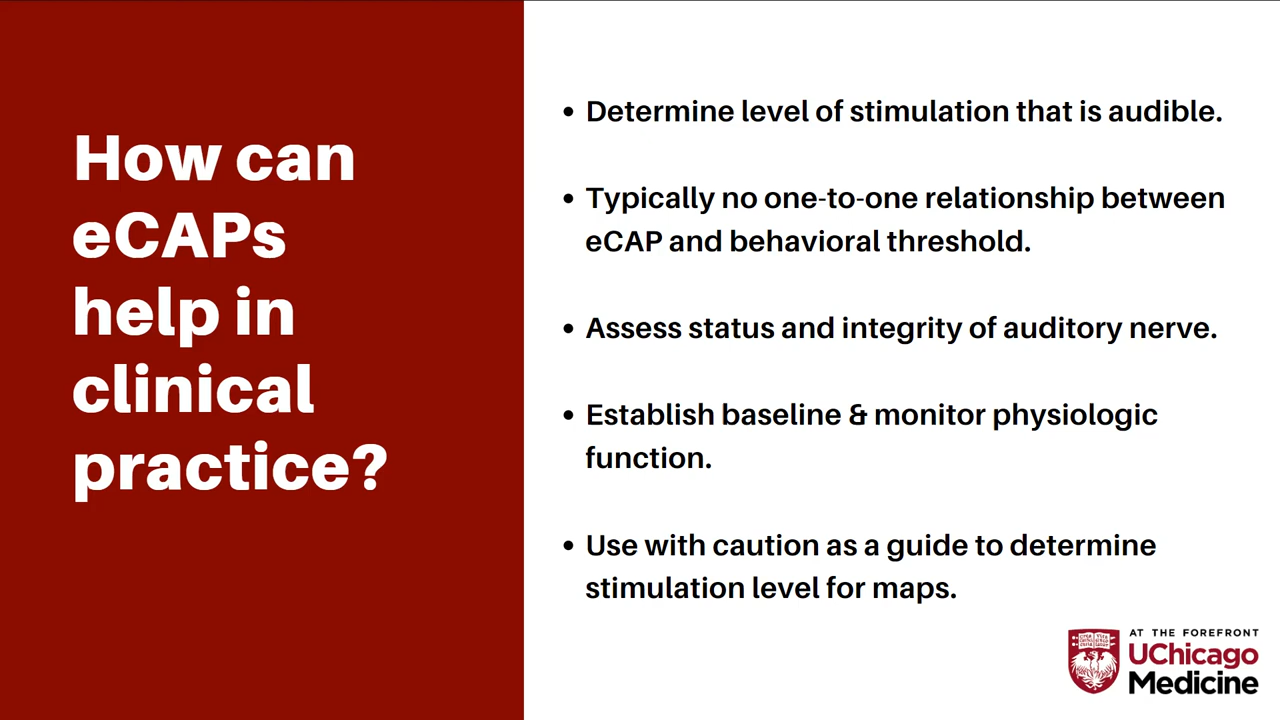 How can
eCAPs
help in
clinical
practice?
• Determine level of stimulation that is audible.
• Typically no one-to-one relationship between
eCAP and behavioral threshold.
• Assess status and integrity of auditory nerve.
• Establish baseline & monitor physiologic
function.
• Use with caution as a guide to determine
stimulation level for maps.
AT THE FOREFRONT
UChicago
Medicine